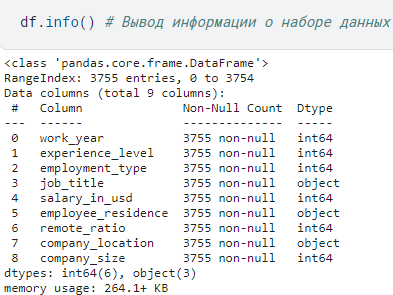 df.info() # Вывод информации о наборе данных
<class 'pandas.core.frame.DataFrame'>
RangeIndex: 3755 entries, 0 to 3754
Data columns (total 9 columns):
 #   Column              Non-Null Count  Dtype
---  ------              --------------  -----
 0   work_year           3755 non-null   int64
 1   experience_level    3755 non-null   int64
 2   employment_type     3755 non-null   int64
 3   job_title           3755 non-null   object
 4   salary_in_usd       3755 non-null   int64
 5   employee_residence  3755 non-null   object
 6   remote_ratio        3755 non-null   int64
 7   company_location    3755 non-null   object
 8   company_size        3755 non-null   int64
dtypes: int64(6), object(3)
memory usage: 264.1+ KB